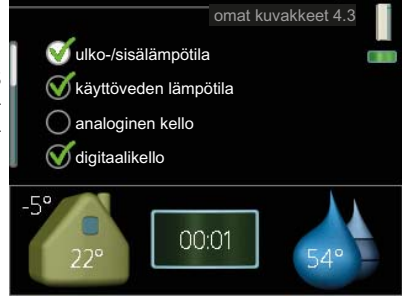 omat kuvakkeet 4.3
ulko-/sisälämpötila
käyttöveden lämpötila
analoginen kello
digitaalikello
-5°
22°
00:01
54°